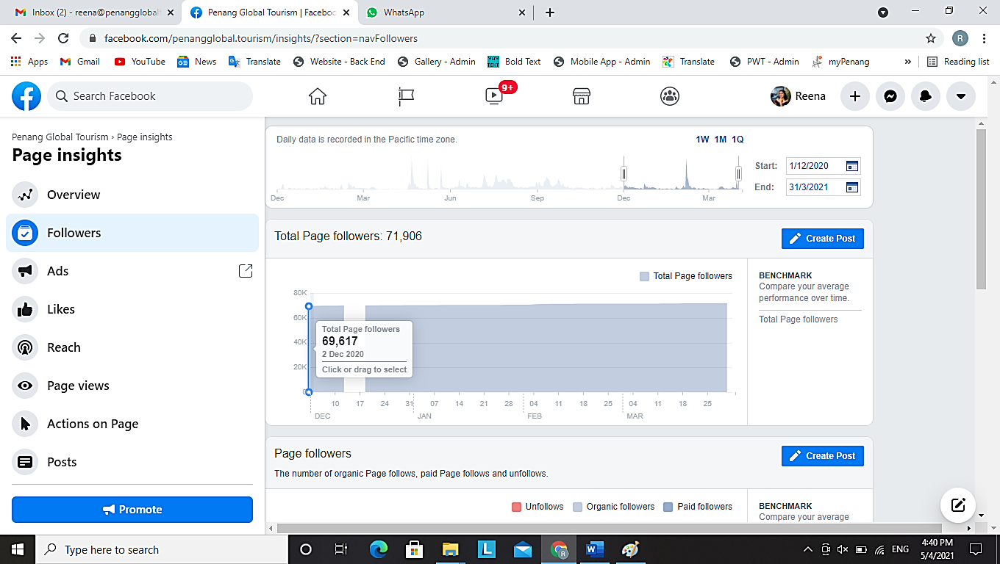 Inbox (2) - reena@penangglobalt
Penang Global Tourism | Facebook
WhatsApp
facebook.com/penangglobal.tourism/insights/?section=navFollowers
R
Apps
Gmail
YouTube
News
Translate
Website - Back End
Gallery - Admin
Bold Text
Mobile App - Admin
Translate
PWT - Admin
myPenang
»
Reading list
Search Facebook
9+
Reena
Penang Global Tourism › Page insights
Page insights
Overview
Followers
Ads
Likes
Reach
Page views
Actions on Page
Posts
Promote
Daily data is recorded in the Pacific time zone.
1W 1M 1Q
Start: 1/12/2020
End: 31/3/2021
Dec Mar Jun Sep Dec Mar
Total Page followers: 71,906
Create Post
Total Page followers
80K
60K
40K
20K
0
Total Page followers
69,617
2 Dec 2020
Click or drag to select
10 17 24 31 07 14 21 28 04 11 18 25 04 11 18 25
DEC JAN FEB MAR
BENCHMARK
Compare your average
performance over time.
Total Page followers
Page followers
Create Post
The number of organic Page follows, paid Page follows and unfollows.
Unfollows Organic followers Paid followers
BENCHMARK
Compare your average
Type here to search
L
R
W
ENG
4:40 PM
5/4/2021